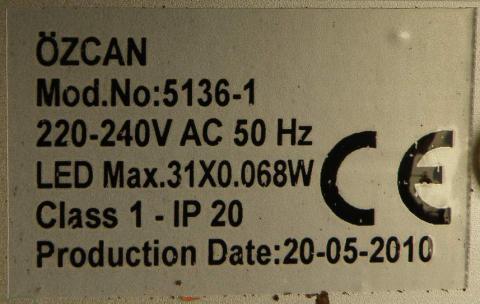 ÖZCAN
Mod.No:5136-1
220-240V AC 50 Hz
LED Max.31X0.068W
Class 1 - IP 20
Production Date:20-05-2010
CE